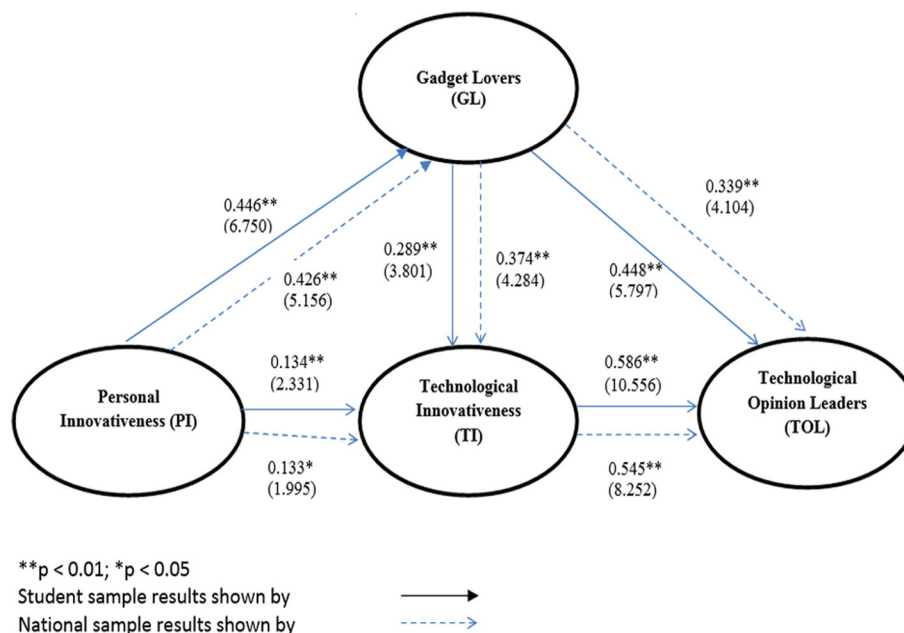 Gadget Lovers
(GL)
0.446**
(6.750)
0.426**
(5.156)
0.289**
(3.801)
0.374**
(4.284)
0.448**
(5.797)
0.339**
(4.104)
Personal
Innovativeness (PI)
0.134**
(2.331)
0.133*
(1.995)
Technological
Innovativeness
(TI)
0.586**
(10.556)
0.545**
(8.252)
Technological
Opinion Leaders
(TOL)
**p < 0.01; *p < 0.05
Student sample results shown by
National sample results shown by